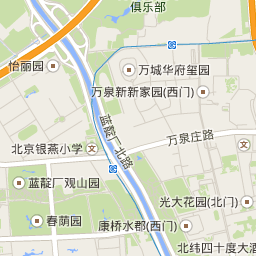 俱乐部
怡丽园
万城华府玺园
万泉新新家园(西门)
蓝靛厂北路
万泉庄路
北京银燕小学
蓝靛厂观山园
光大花园(北门)
春荫园
康桥水郡(西门)
北纬四十度大酒